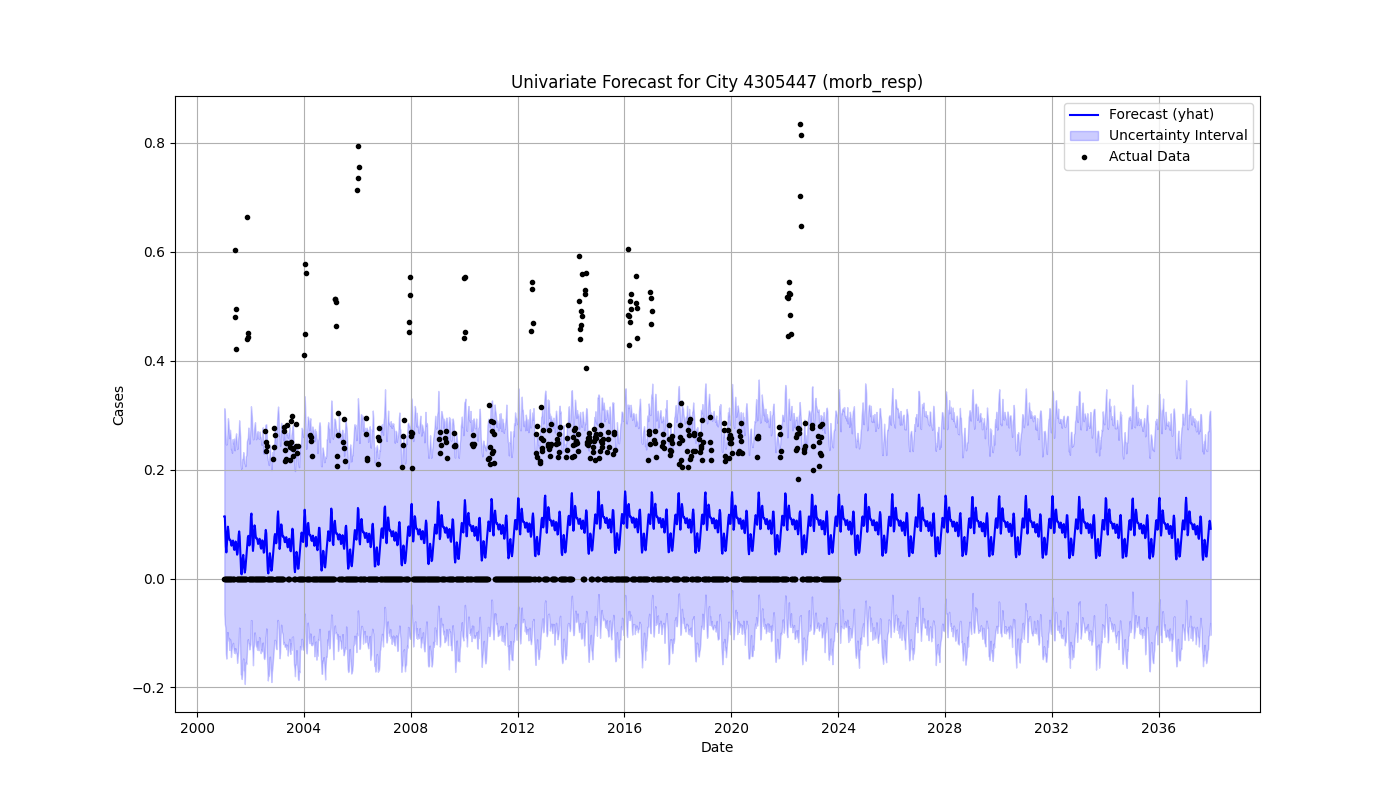 Univariate Forecast for City 4305447 (morb_resp)
Forecast (yhat)
Uncertainty Interval
Actual Data
Cases
0.8
0.6
0.4
0.2
0.0
−0.2
2000 2004 2008 2012 2016 2020 2024 2028 2032 2036
Date